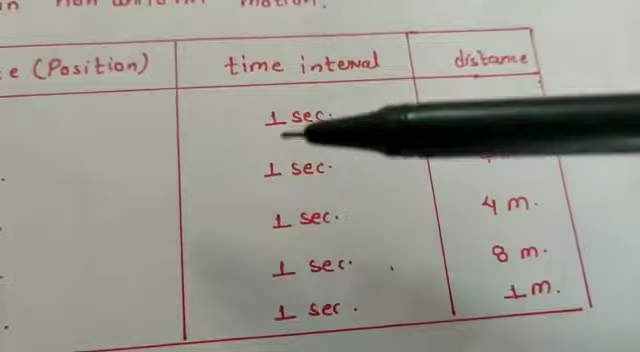 non uniform motion.
e (Position) time interval distance
1 sec.
1 sec.
1 sec. 4 m.
1 sec. 8 m.
1 sec. 1 m.